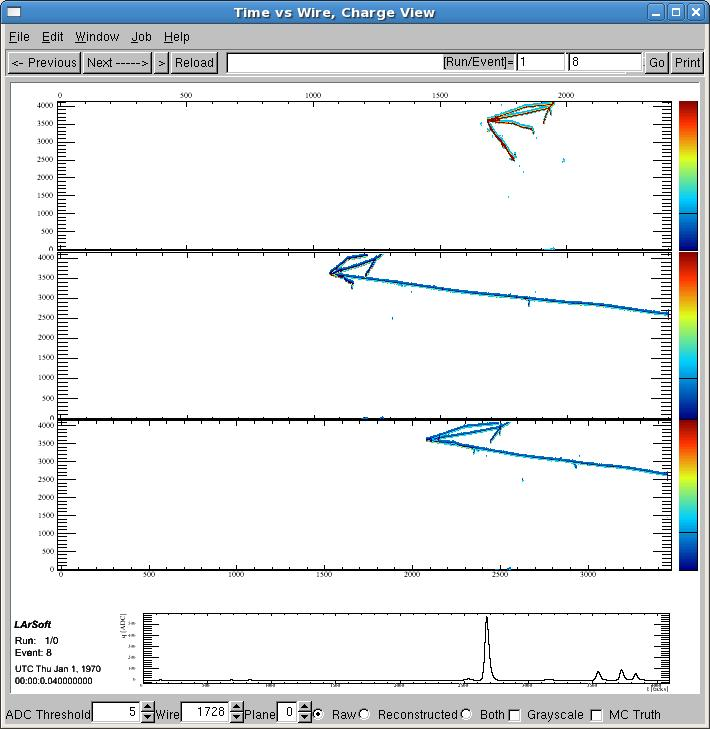 Time vs Wire, Charge View
File Edit Window Job Help
<- Previous Next -----> > Reload [Run/Event]= 1 8 Go Print
0 500 1000 1500 2000
4000
3500
3000
2500
2000
1500
1000
500
0
4000
3500
3000
2500
2000
1500
1000
500
0
4000
3500
3000
2500
2000
1500
1000
500
0
0 500 1000 1500 2000 2500 3000
LArSoft
Run: 1/0
Event: 8
UTC Thu Jan 1, 1970
00:00:0.040000000
q [ADC]
t [ticks]
ADC Threshold 5 Wire 1728 Plane 0 Raw Reconstructed Both Grayscale MC Truth